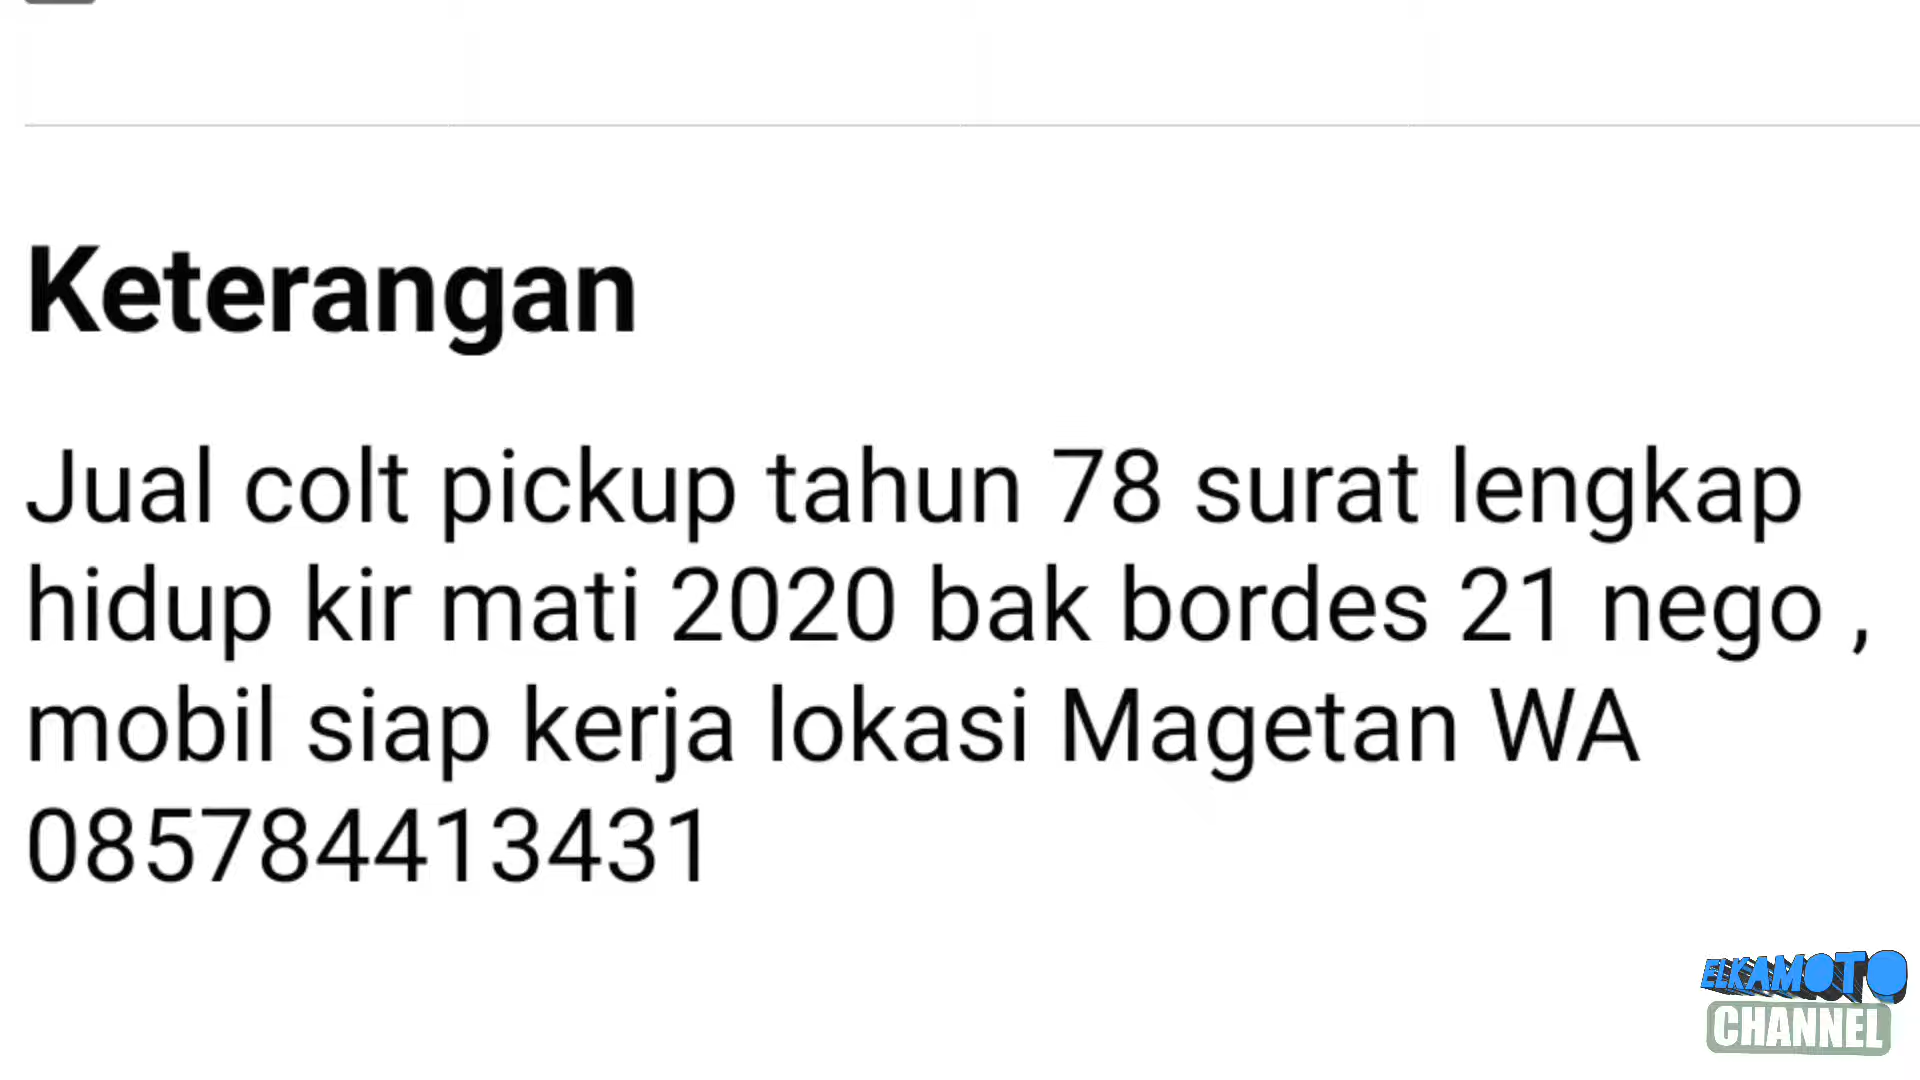 Keterangan
Jual colt pickup tahun 78 surat lengkap
hidup kir mati 2020 bak bordes 21 nego ,
mobil siap kerja lokasi Magetan WA
085784413431
ELKAMOTO
CHANNEL